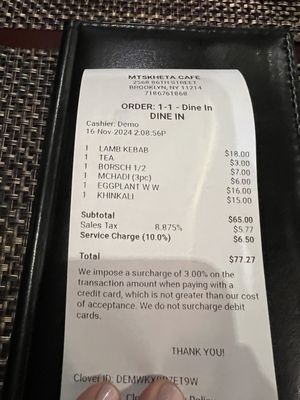 MTSKHETA CAFE
2568 86TH STREET
BROOKLYN, NY 11214
7186761868
ORDER: 1-1 - Dine In
DINE IN
Cashier: Demo
16-Nov-2024 2:08:56P
1 LAMB KEBAB $18.00
1 TEA $3.00
1 BORSCH 1/2 $7.00
1 MCHADI (3pc) $6.00
1 EGGPLANT W W $16.00
1 KHINKALI $15.00
Subtotal $65.00
Sales Tax 8.875% $5.77
Service Charge (10.0%) $6.50
Total $77.27
We impose a surcharge of 3.00% on the
transaction amount when paying with a
credit card, which is not greater than our cost
of acceptance. We do not surcharge debit
cards.
THANK YOU!
Clover ID:
Policy